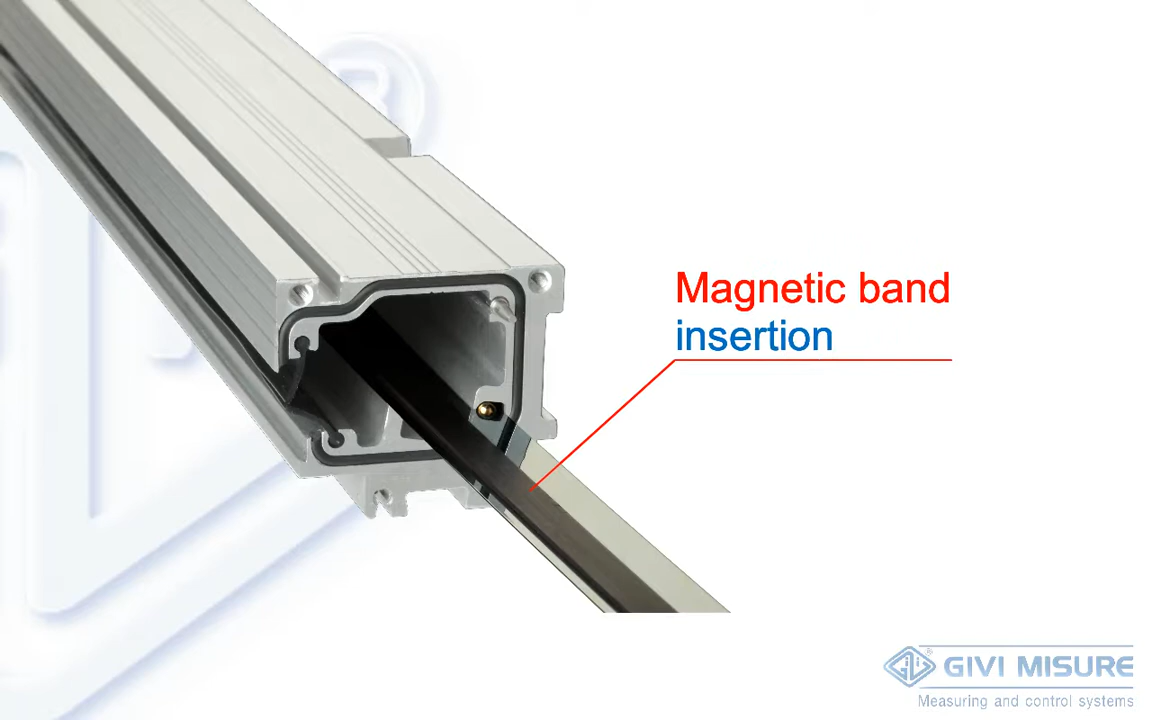 Magnetic band
insertion
® GIVI MISURE
Measuring and control systems